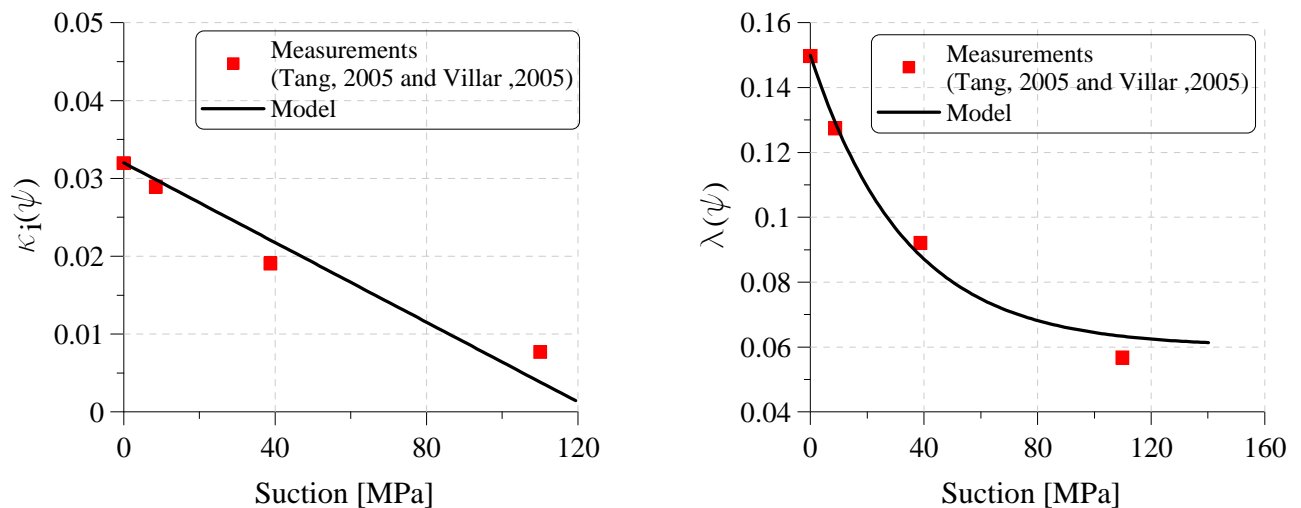 0.05
0.04
0.03
0.02
0.01
0
κi(ψ)
Measurements
(Tang, 2005 and Villar ,2005)
Model
0 40 80 120
Suction [MPa]
0.16
0.14
0.12
0.1
0.08
0.06
0.04
λ(ψ)
Measurements
(Tang, 2005 and Villar ,2005)
Model
0 40 80 120 160
Suction [MPa]